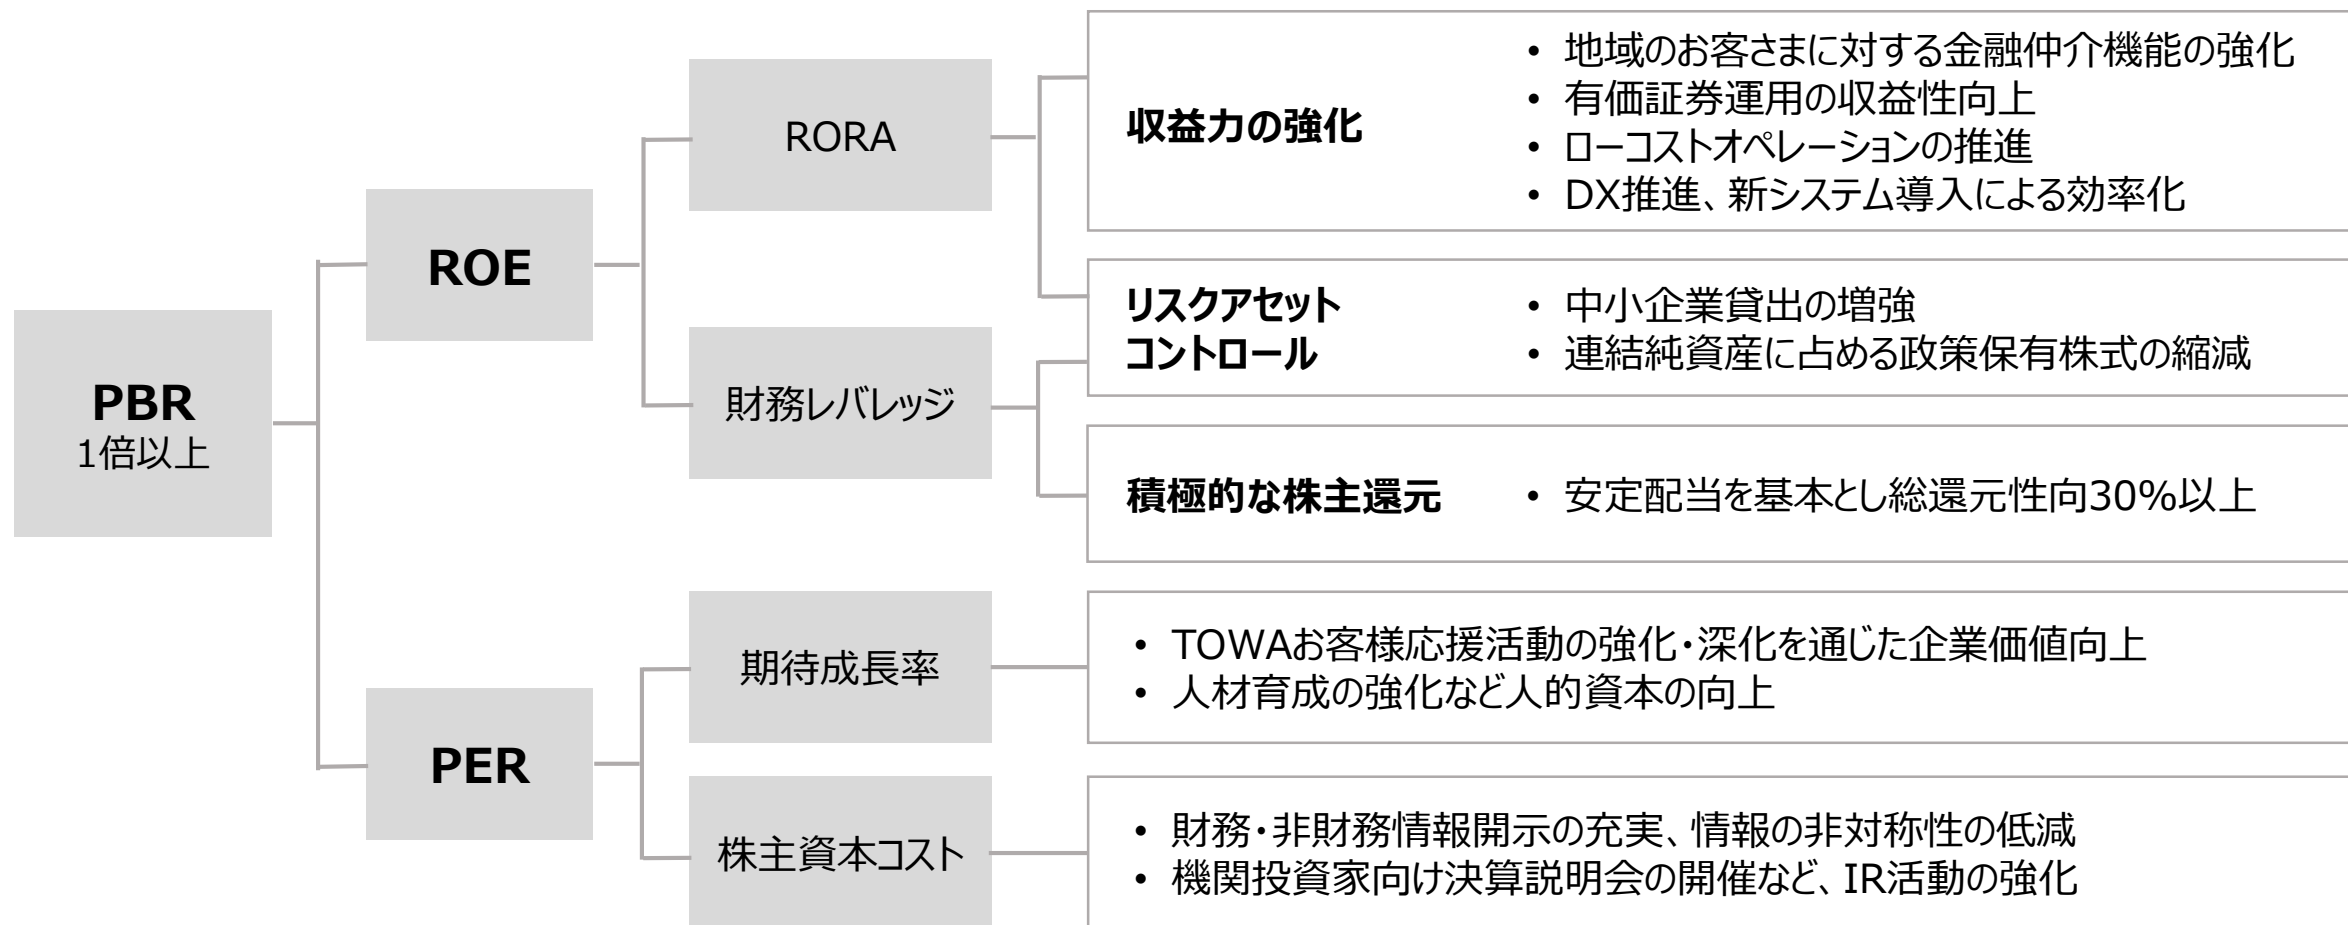 PBR
1倍以上
ROE
RORA
収益力の強化
• 地域のお客さまに対する金融仲介機能の強化
• 有価証券運用の収益性向上
• ローコストオペレーションの推進
• DX推進、新システム導入による効率化
リスクアセット
コントロール
• 中小企業貸出の増強
• 連結純資産に占める政策保有株式の縮減
財務レバレッジ
積極的な株主還元
• 安定配当を基本とし総還元性向30%以上
PER
期待成長率
• TOWAお客様応援活動の強化・深化を通じた企業価値向上
• 人材育成の強化など人的資本の向上
株主資本コスト
• 財務・非財務情報開示の充実、情報の非対称性の低減
• 機関投資家向け決算説明会の開催など、IR活動の強化